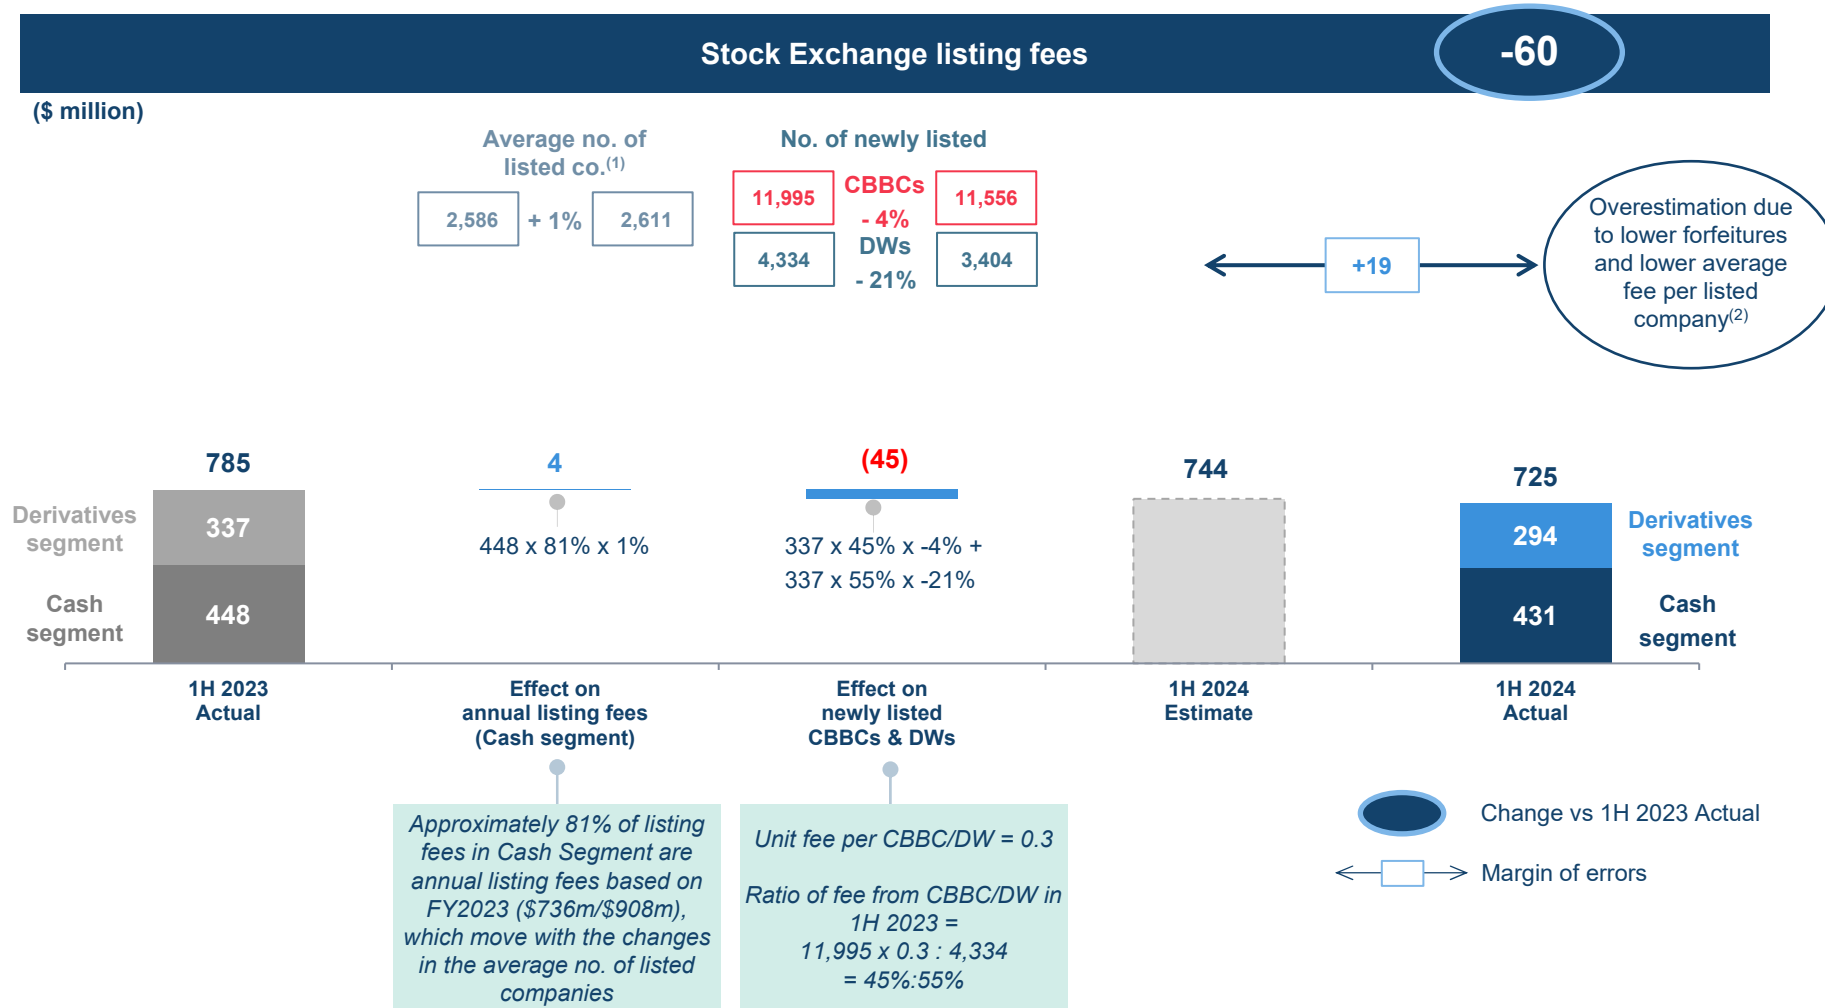 Stock Exchange listing fees
-60
($ million)
Average no. of
listed co.(1)
2,586
+ 1%
2,611
No. of newly listed
11,995
CBBCs
- 4%
11,556
4,334
DWs
- 21%
3,404
+19
Overestimation due
to lower forfeitures
and lower average
fee per listed
company(2)
785
4
(45)
744
725
Derivatives
segment
337
Cash
segment
448
448 x 81% x 1%
337 x 45% x -4% +
337 x 55% x -21%
294
Derivatives
segment
431
Cash
segment
1H 2023
Actual
Effect on
annual listing fees
(Cash segment)
Effect on
newly listed
CBBCs & DWs
1H 2024
Estimate
1H 2024
Actual
Approximately 81% of listing
fees in Cash Segment are
annual listing fees based on
FY2023 ($736m/$908m),
which move with the changes
in the average no. of listed
companies
Unit fee per CBBC/DW = 0.3
Ratio of fee from CBBC/DW in
1H 2023 =
11,995 x 0.3 : 4,334
= 45%:55%
Change vs 1H 2023 Actual
Margin of errors